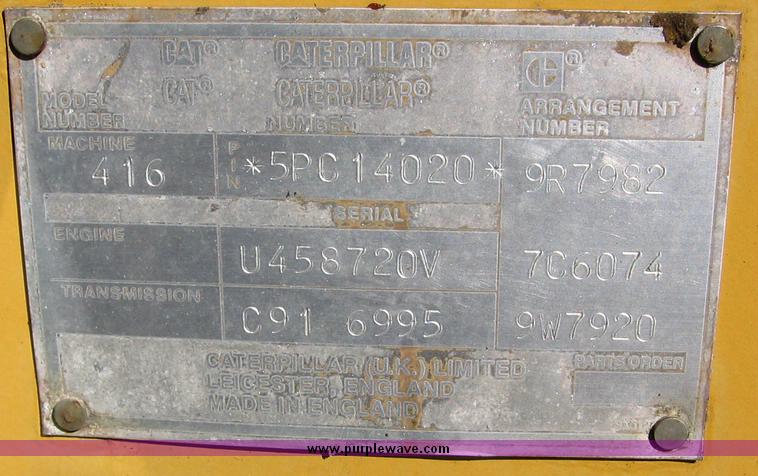 CAT® CATERPILLAR®
CAT® CATERPILLAR® C®
MODEL NUMBER NUMBER ARRANGEMENT NUMBER
MACHINE
416 PIN *5PC14020* 9R7982
SERIAL
ENGINE
U458720V 7C6074
TRANSMISSION
C91 6995 9W7920
CATERPILLAR (U.K.) LIMITED PARTS ORDER
LEICESTER, ENGLAND
MADE IN ENGLAND
www.purplewave.com